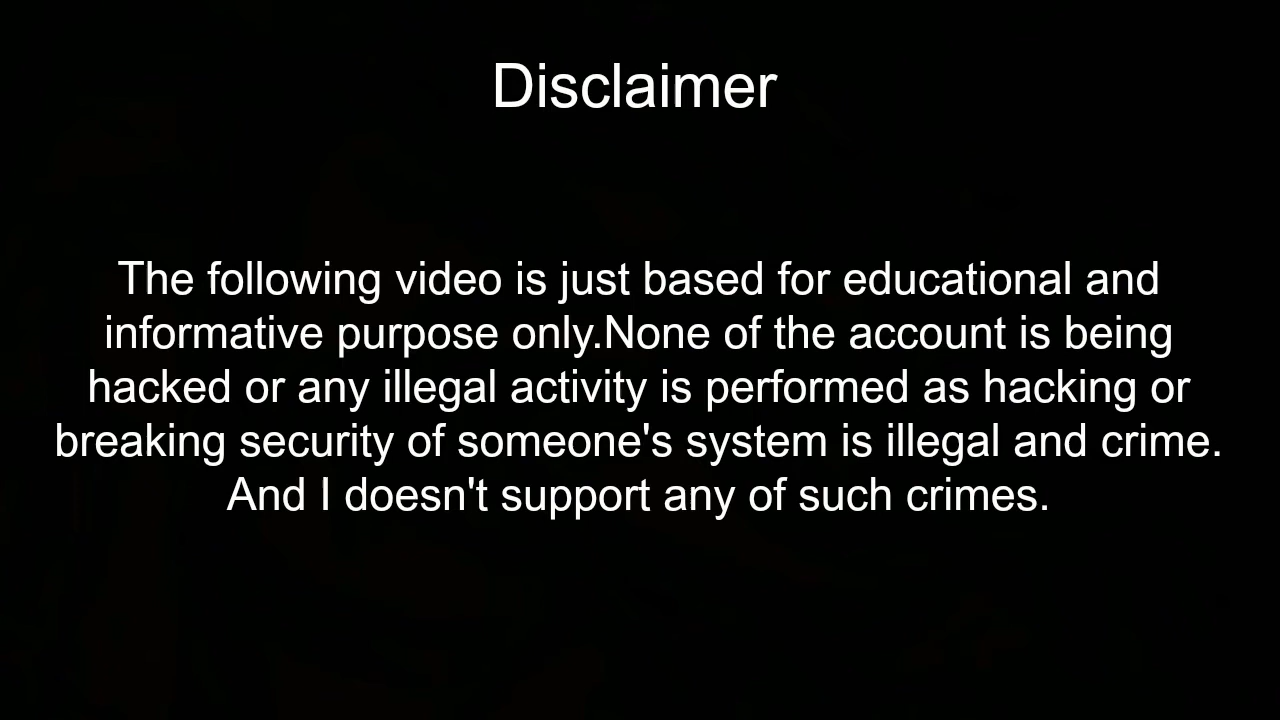 Disclaimer
The following video is just based for educational and
informative purpose only.None of the account is being
hacked or any illegal activity is performed as hacking or
breaking security of someone's system is illegal and crime.
And I doesn't support any of such crimes.